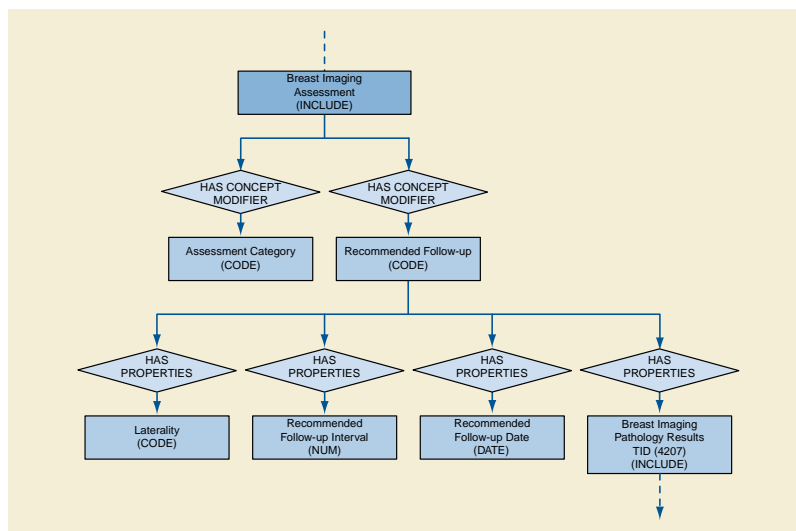 Breast Imaging
Assessment
(INCLUDE)
HAS CONCEPT
MODIFIER
HAS CONCEPT
MODIFIER
Assessment Category
(CODE)
Recommended Follow-up
(CODE)
HAS
PROPERTIES
HAS
PROPERTIES
HAS
PROPERTIES
HAS
PROPERTIES
Laterality
(CODE)
Recommended
Follow-up Interval
(NUM)
Recommended
Follow-up Date
(DATE)
Breast Imaging
Pathology Results
TID (4207)
(INCLUDE)